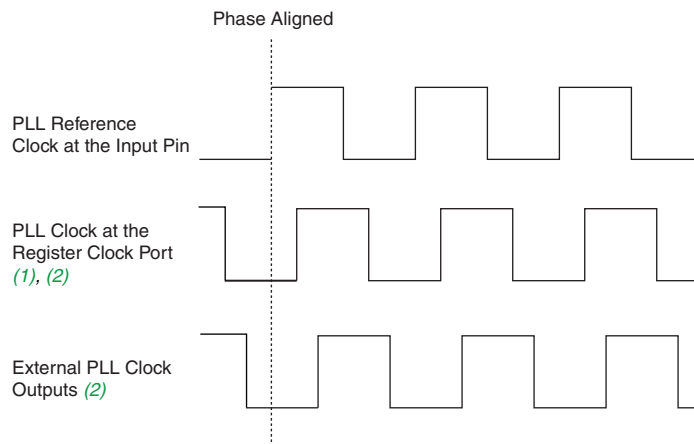 Phase Aligned
PLL Reference
Clock at the Input Pin
PLL Clock at the
Register Clock Port
(1), (2)
External PLL Clock
Outputs (2)